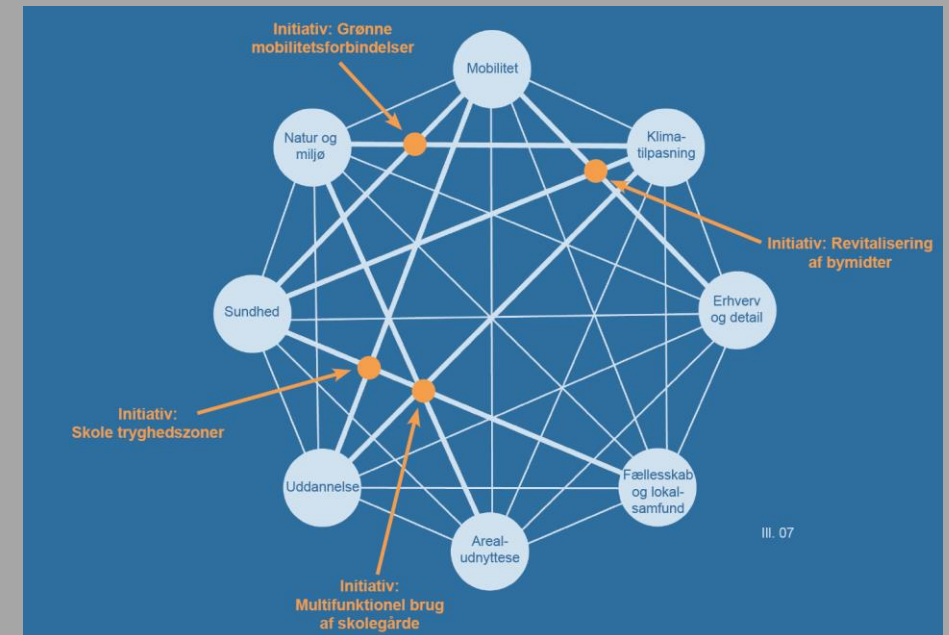 Initiativ: Grønne
mobilitetsforbindelser
Mobilitet
Natur og
miljø
Klima-
tilpasning
Initiativ: Revitalisering
af bymidter
Sundhed
Erhverv
og detail
Initiativ:
Skole tryghedszoner
Uddannelse
Fællesskab
og lokal-
samfund
Areal-
udnyttese
Ill. 07
Initiativ:
Multifunktionel brug
af skolegårde